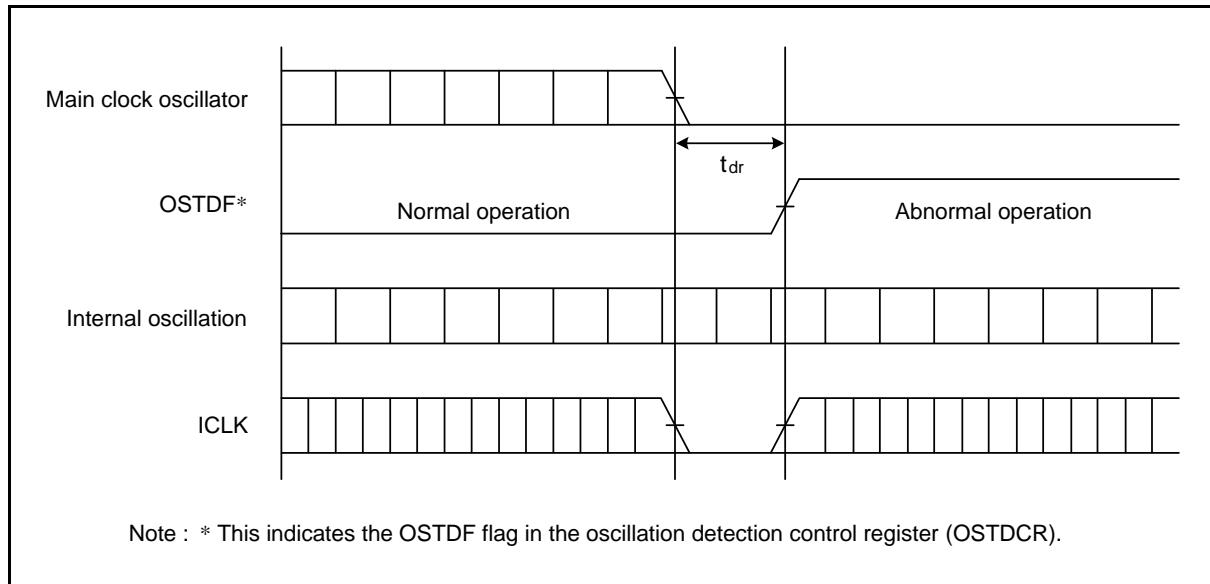 Main clock oscillator
tdr
OSTDF*
Normal operation
Abnormal operation
Internal oscillation
ICLK
Note : * This indicates the OSTDF flag in the oscillation detection control register (OSTDCR).